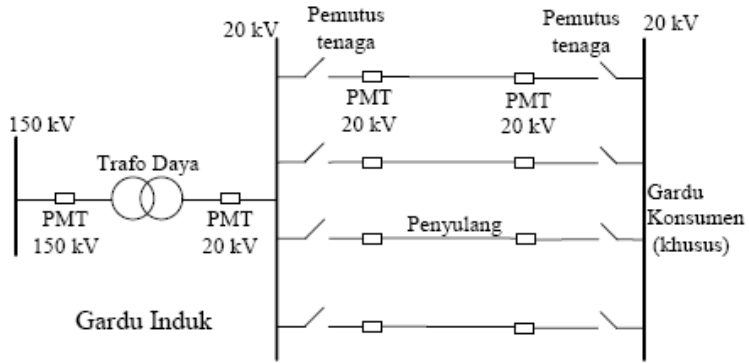 20 kV
Pemutus
tenaga
Pemutus
tenaga
20 kV
PMT
20 kV
PMT
20 kV
150 kV
Trafo Daya
PMT
150 kV
PMT
20 kV
Penyulang
Gardu
Konsumen
(khusus)
Gardu Induk